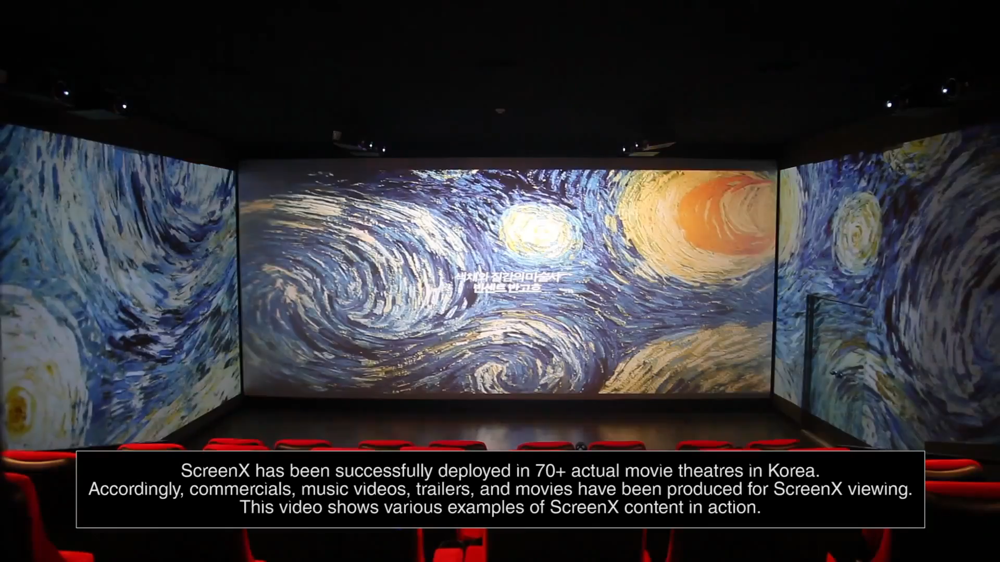 색채와 질감의 마술사
빈센트 반고흐
ScreenX has been successfully deployed in 70+ actual movie theatres in Korea.
Accordingly, commercials, music videos, trailers, and movies have been produced for ScreenX viewing.
This video shows various examples of ScreenX content in action.